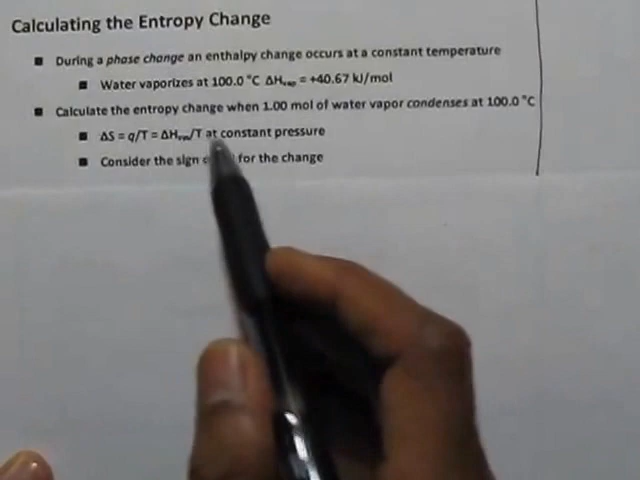 Calculating the Entropy Change
■ During a phase change an enthalpy change occurs at a constant temperature
■ Water vaporizes at 100.0 °C ΔHvap = +40.67 kJ/mol
■ Calculate the entropy change when 1.00 mol of water vapor condenses at 100.0 °C
■ ΔS = q/T = ΔH/T at constant pressure
■ Consider the sign for the change